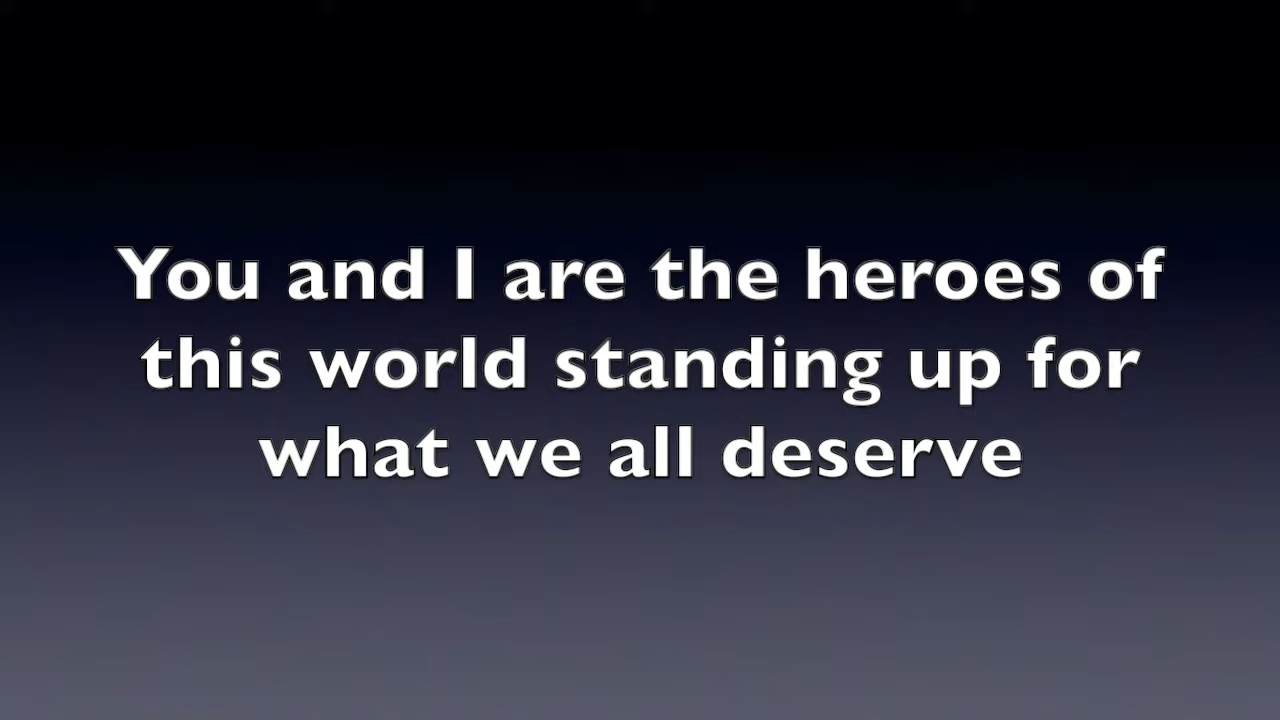 You and I are the heroes of
this world standing up for
what we all deserve